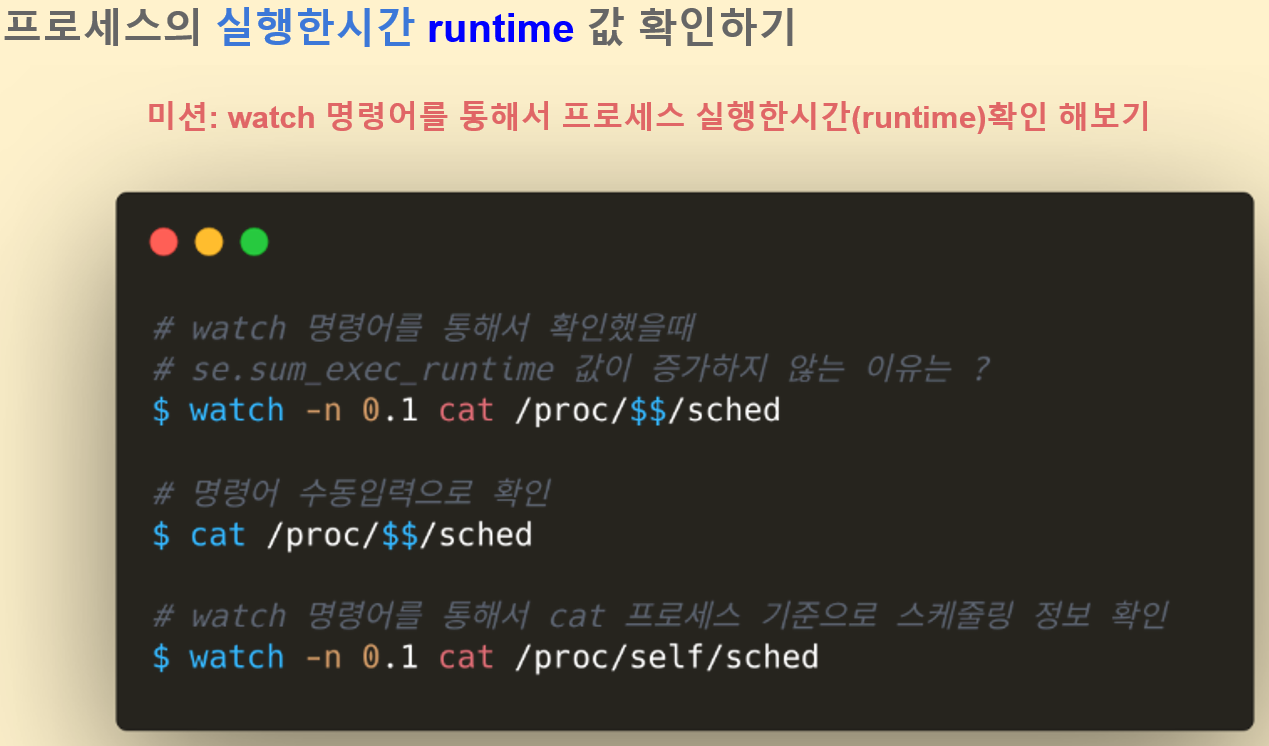 프로세스의 실행한시간 runtime 값 확인하기
미션: watch 명령어를 통해서 프로세스 실행한시간(runtime)확인 해보기
# watch 명령어를 통해서 확인했을때
# se.sum_exec_runtime 값이 증가하지 않는 이유는 ?
$ watch -n 0.1 cat /proc/$$/sched
# 명령어 수동입력으로 확인
$ cat /proc/$$/sched
# watch 명령어를 통해서 cat 프로세스 기준으로 스케줄링 정보 확인
$ watch -n 0.1 cat /proc/self/sched